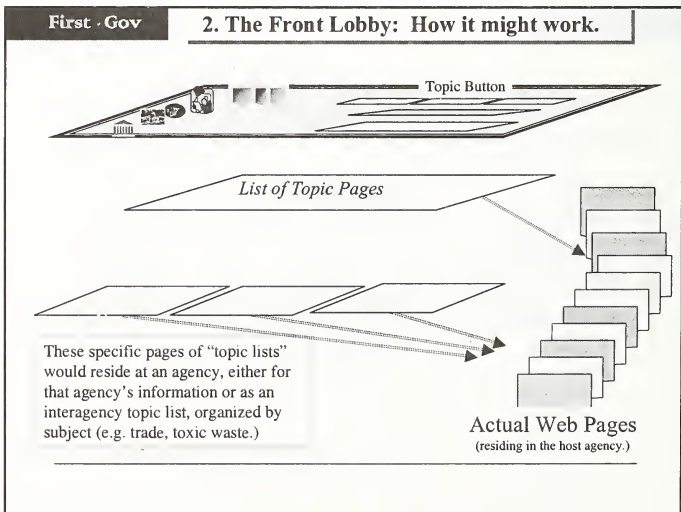 First · Gov
2. The Front Lobby: How it might work.
Topic Button
List of Topic Pages
These specific pages of “topic lists”
would reside at an agency, either for
that agency’s information or as an
interagency topic list, organized by
subject (e.g. trade, toxic waste.)
Actual Web Pages
(residing in the host agency.)